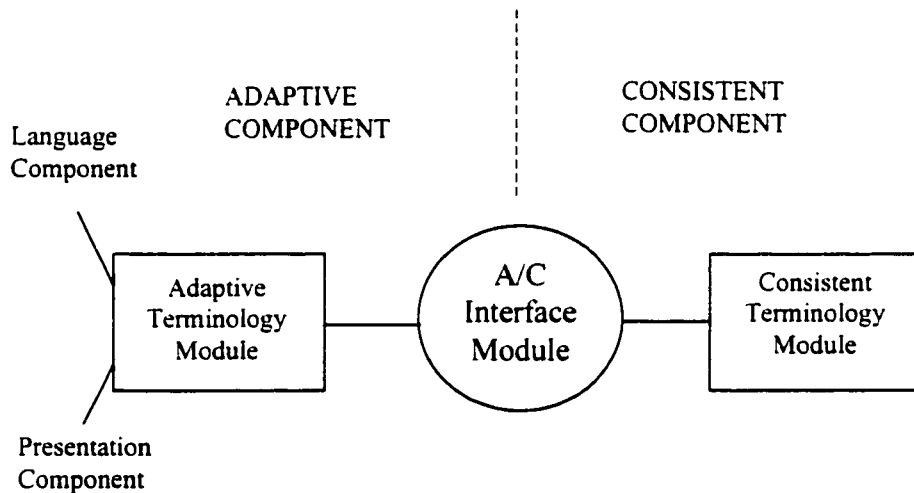 ADAPTIVE
COMPONENT
CONSISTENT
COMPONENT
Language
Component
Adaptive
Terminology
Module
A/C
Interface
Module
Consistent
Terminology
Module
Presentation
Component